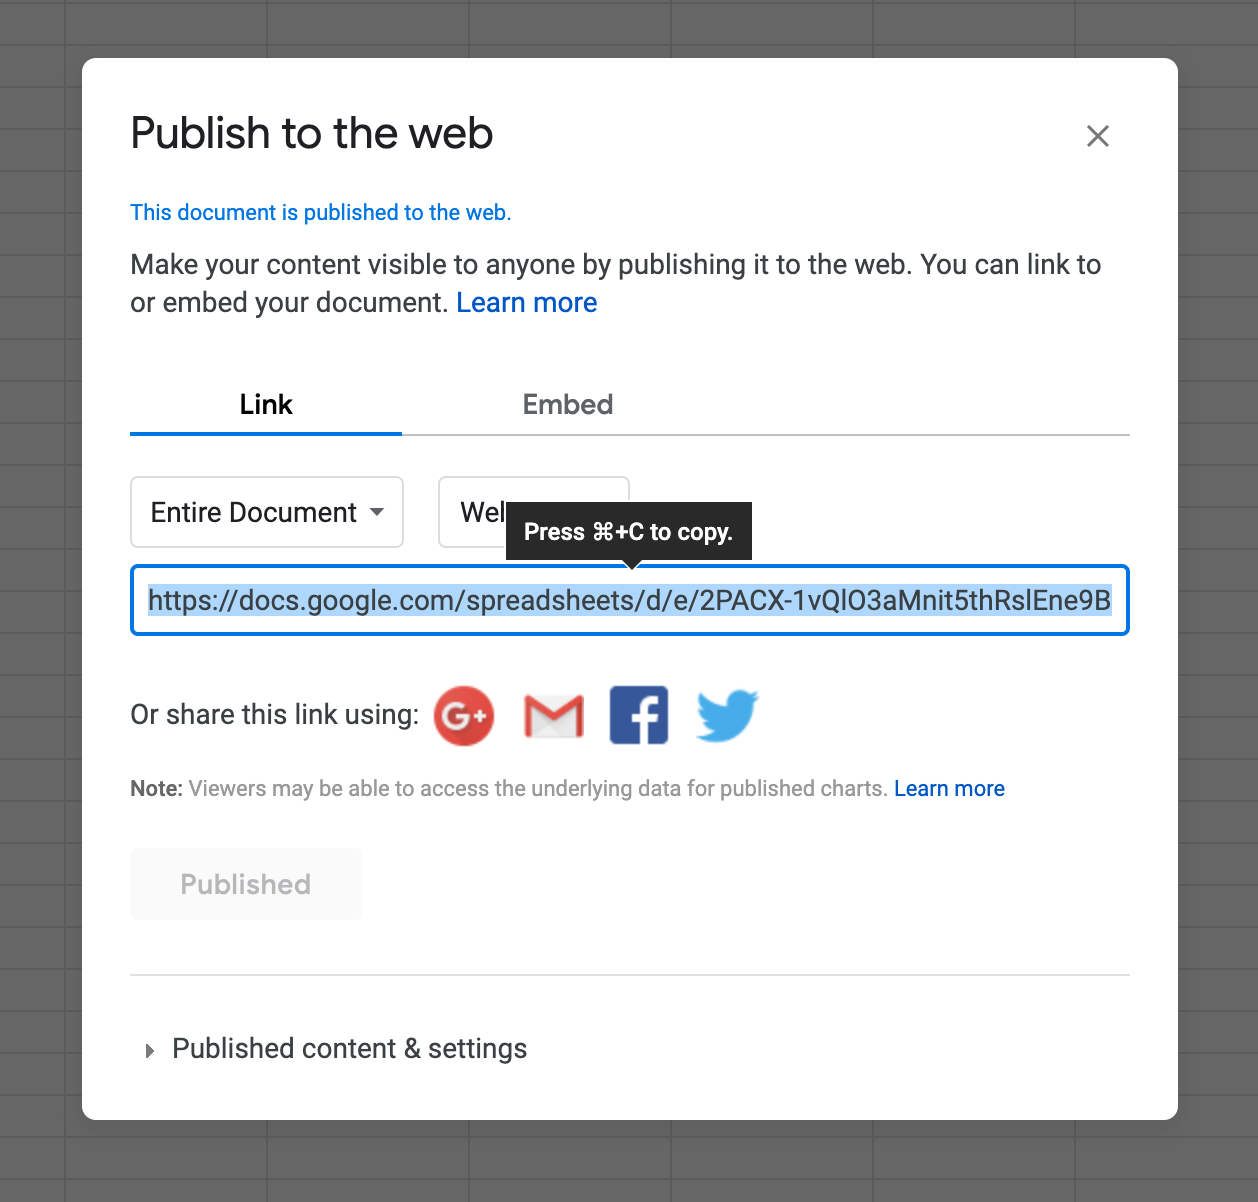 Publish to the web
This document is published to the web.
Make your content visible to anyone by publishing it to the web. You can link to
or embed your document. Learn more
Link Embed
Entire Document Wel
Press ⌘+C to copy.
https://docs.google.com/spreadsheets/d/e/2PACX-1vQlO3aMnit5thRslEne9B
Or share this link using: G+ f
Note: Viewers may be able to access the underlying data for published charts. Learn more
Published
Published content & settings